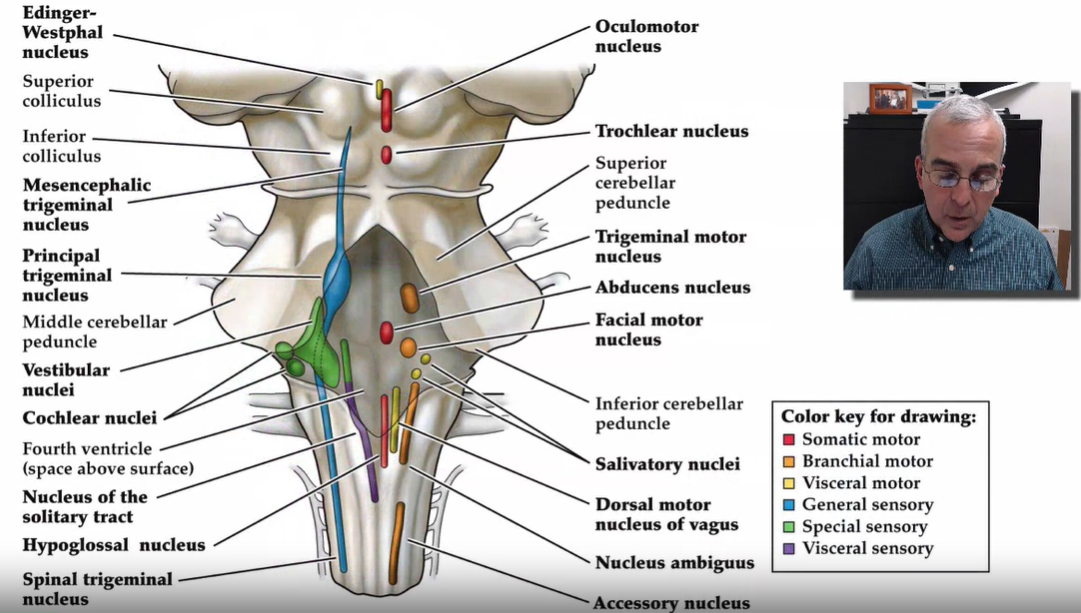 Edinger-
Westphal
nucleus
Superior
colliculus
Inferior
colliculus
Mesencephalic
trigeminal
nucleus
Principal
trigeminal
nucleus
Middle cerebellar
peduncle
Vestibular
nuclei
Cochlear nuclei
Fourth ventricle
(space above surface)
Nucleus of the
solitary tract
Hypoglossal nucleus
Spinal trigeminal
nucleus
Oculomotor
nucleus
Trochlear nucleus
Superior
cerebellar
peduncle
Trigeminal motor
nucleus
Abducens nucleus
Facial motor
nucleus
Inferior cerebellar
peduncle
Salivatory nuclei
Dorsal motor
nucleus of vagus
Nucleus ambiguus
Accessory nucleus
Color key for drawing:
Somatic motor
Branchial motor
Visceral motor
General sensory
Special sensory
Visceral sensory